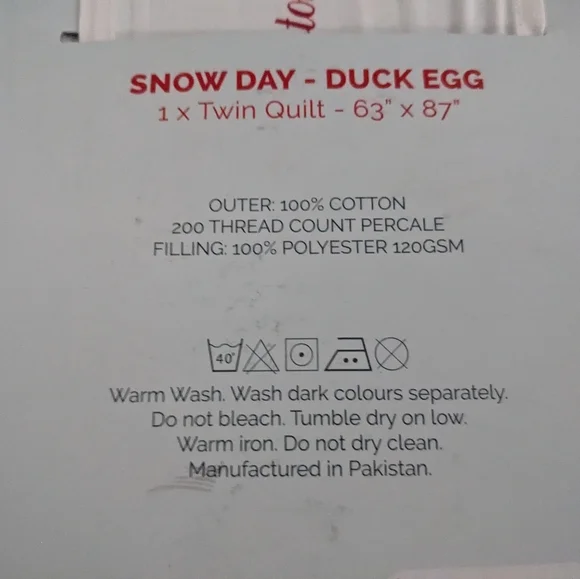 to
SNOW DAY - DUCK EGG
1 x Twin Quilt - 63" x 87"
OUTER: 100% COTTON
200 THREAD COUNT PERCALE
FILLING: 100% POLYESTER 120GSM
40°
Warm Wash. Wash dark colours separately.
Do not bleach. Tumble dry on low.
Warm iron. Do not dry clean.
Manufactured in Pakistan.